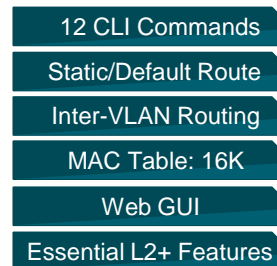 12 CLI Commands
Static/Default Route
Inter-VLAN Routing
MAC Table: 16K
Web GUI
Essential L2+ Features